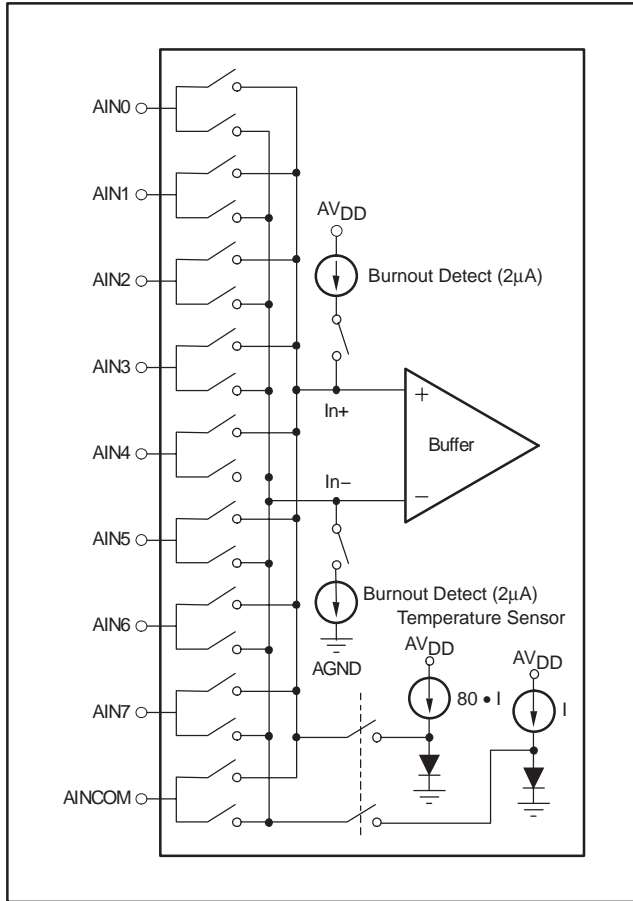 AIN0
AIN1
AVDD
AIN2
Burnout Detect (2μA)
AIN3
In+
+
AIN4
Buffer
In−
−
AIN5
Burnout Detect (2μA)
AIN6
Temperature Sensor
AGND
AVDD
AVDD
AIN7
80 • I
I
AINCOM